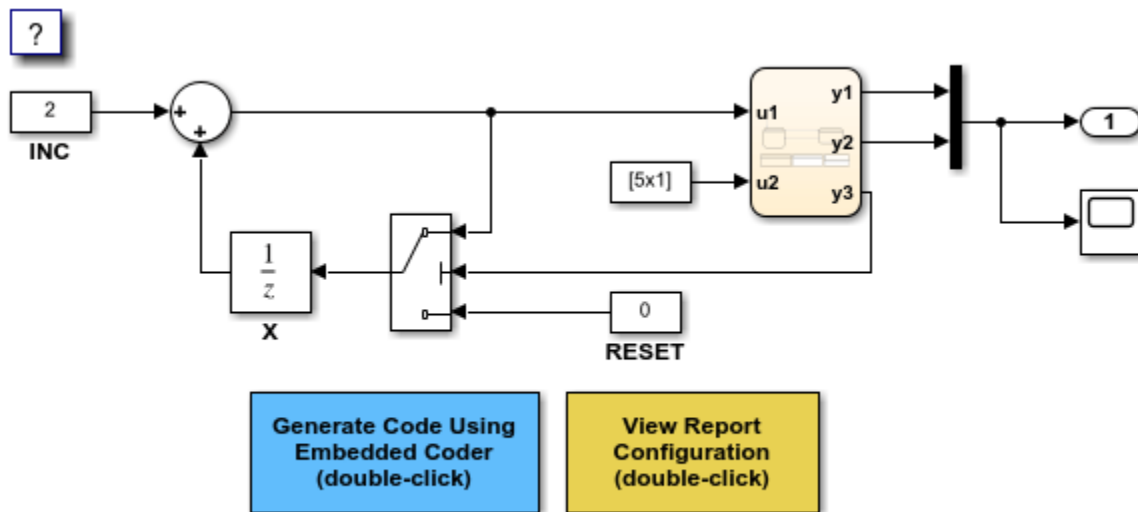 ?
2
INC
+
+
u1
y1
y2
[5x1]
u2
y3
1
1
z
X
0
RESET
Generate Code Using
Embedded Coder
(double-click)
View Report
Configuration
(double-click)